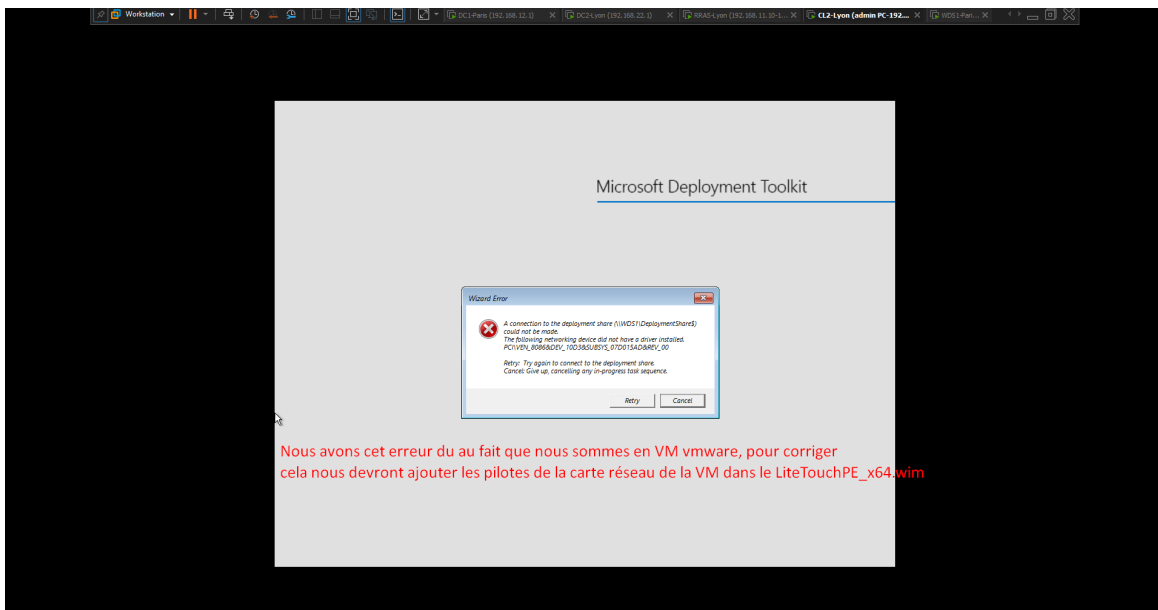 Workstation
DC1-Paris (192.168.12.1)
DC2-Lyon (192.168.22.1)
RRAS-Lyon (192.168.11.10-1...
CL2-Lyon (admin PC-192....
WDS1-Pari...
Microsoft Deployment Toolkit
Wizard Error
A connection to the deployment share (\\WDS1\DeploymentShare$)
could not be made.
The following networking device did not have a driver installed.
PCI\VEN_8086&DEV_10D3&SUBSYS_07D015AD&REV_00
Retry: Try again to connect to the deployment share.
Cancel: Give up, cancelling any in-progress task sequence.
Retry
Cancel
Nous avons cet erreur du au fait que nous sommes en VM vmware, pour corriger
cela nous devront ajouter les pilotes de la carte réseau de la VM dans le LiteTouchPE_x64.wim